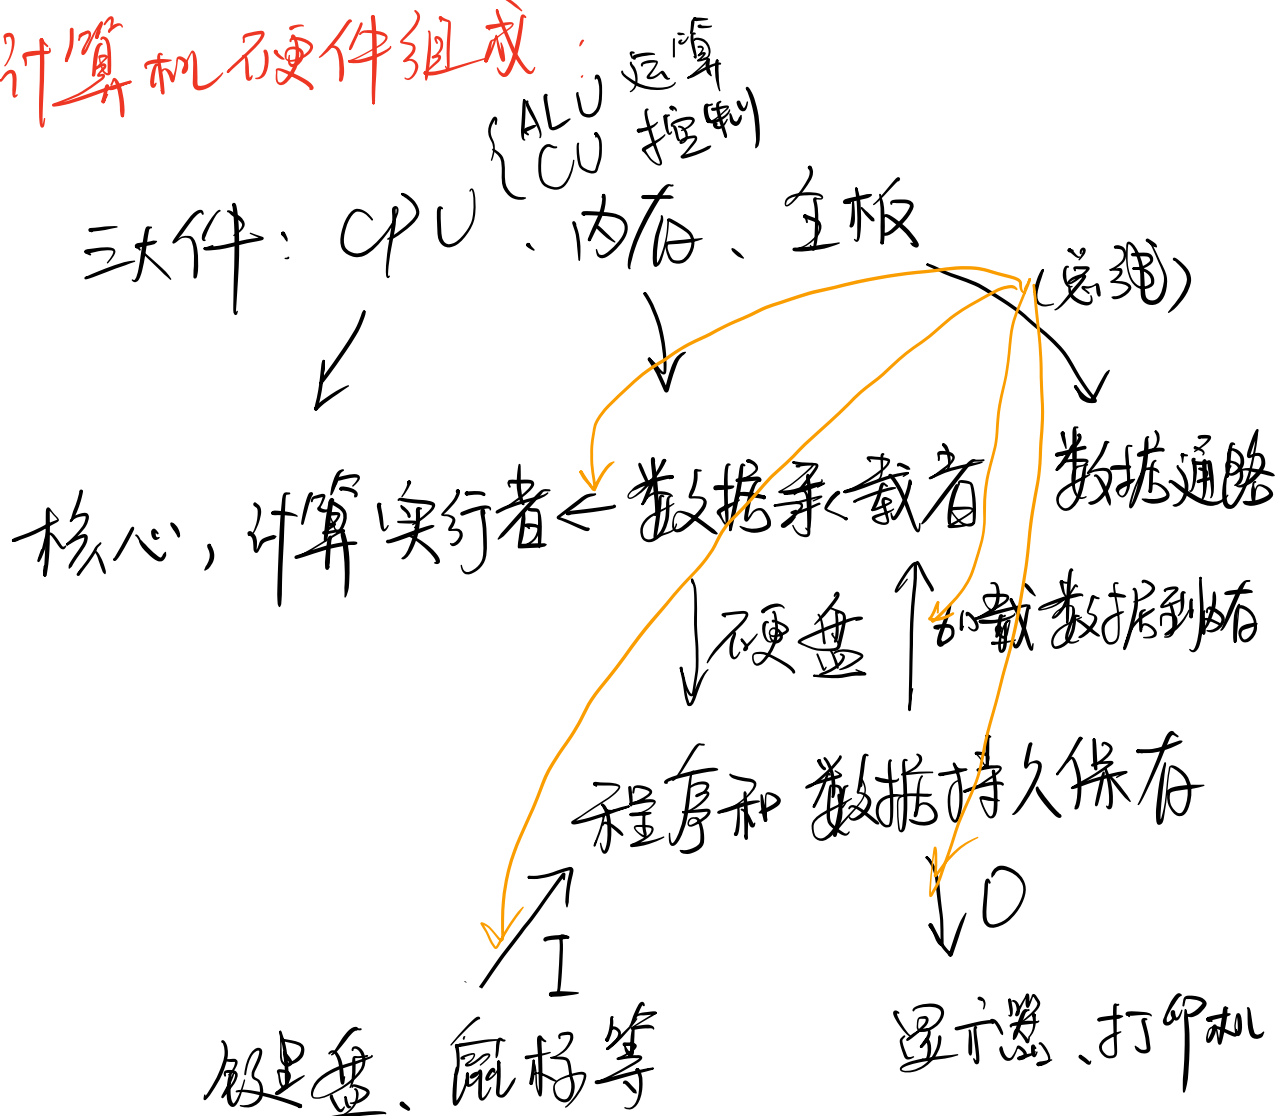 计算机硬件组成:
ALU 运算
CU 控制
三大件: CPU、内存、主板
(总线)
核心,计算实行者 数据承载者 数据通路
硬盘 加载数据到内存
程序和数据持久保存
I O
键盘、鼠标等 显示器、打印机